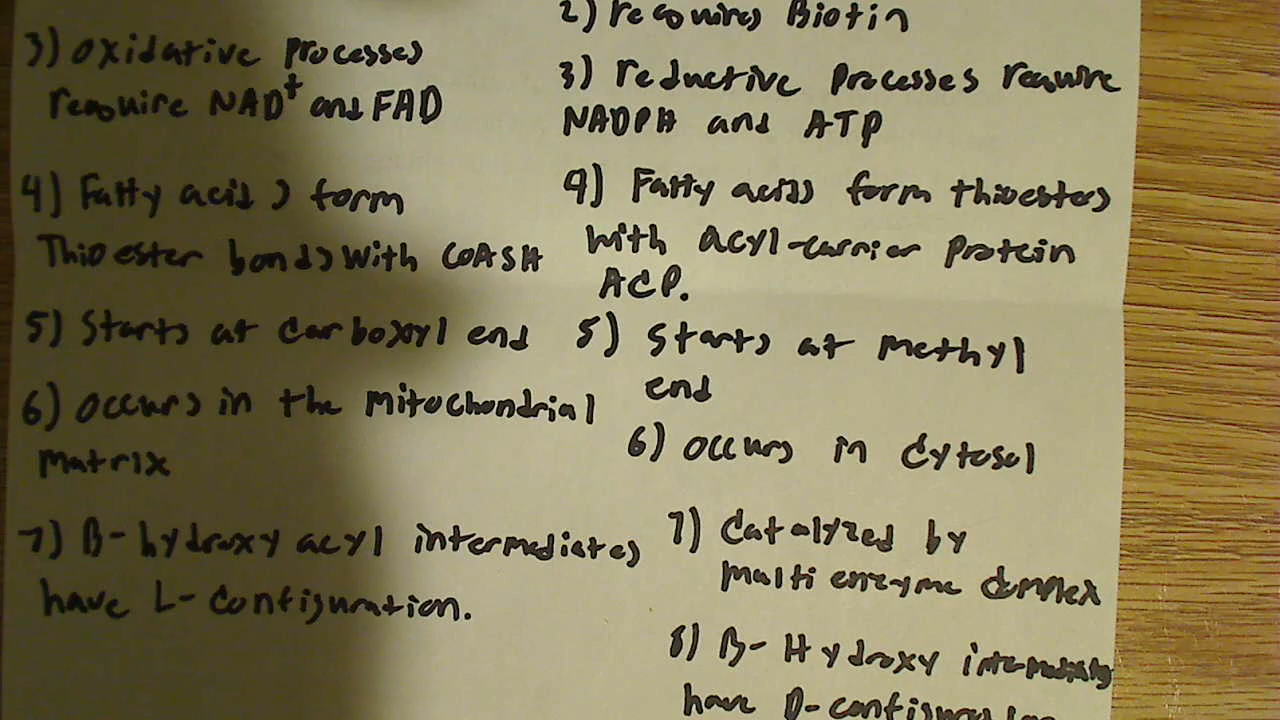 3) oxidative processes
require NAD+ and FAD
4) Fatty acids form
Thioester bonds with COASH
5) Starts at carboxyl end
6) occurs in the mitochondrial
matrix
7) B-hydroxy acyl intermediates
have L-configuration.
2) requires Biotin
3) reductive processes require
NADPH and ATP
4) Fatty acids form thioesters
with acyl-carrier protein
ACP.
5) Starts at methyl
end
6) occurs in cytosol
7) Catalyzed by
multi enzyme complex
8) B-Hydroxy intermediates
have D-configuration